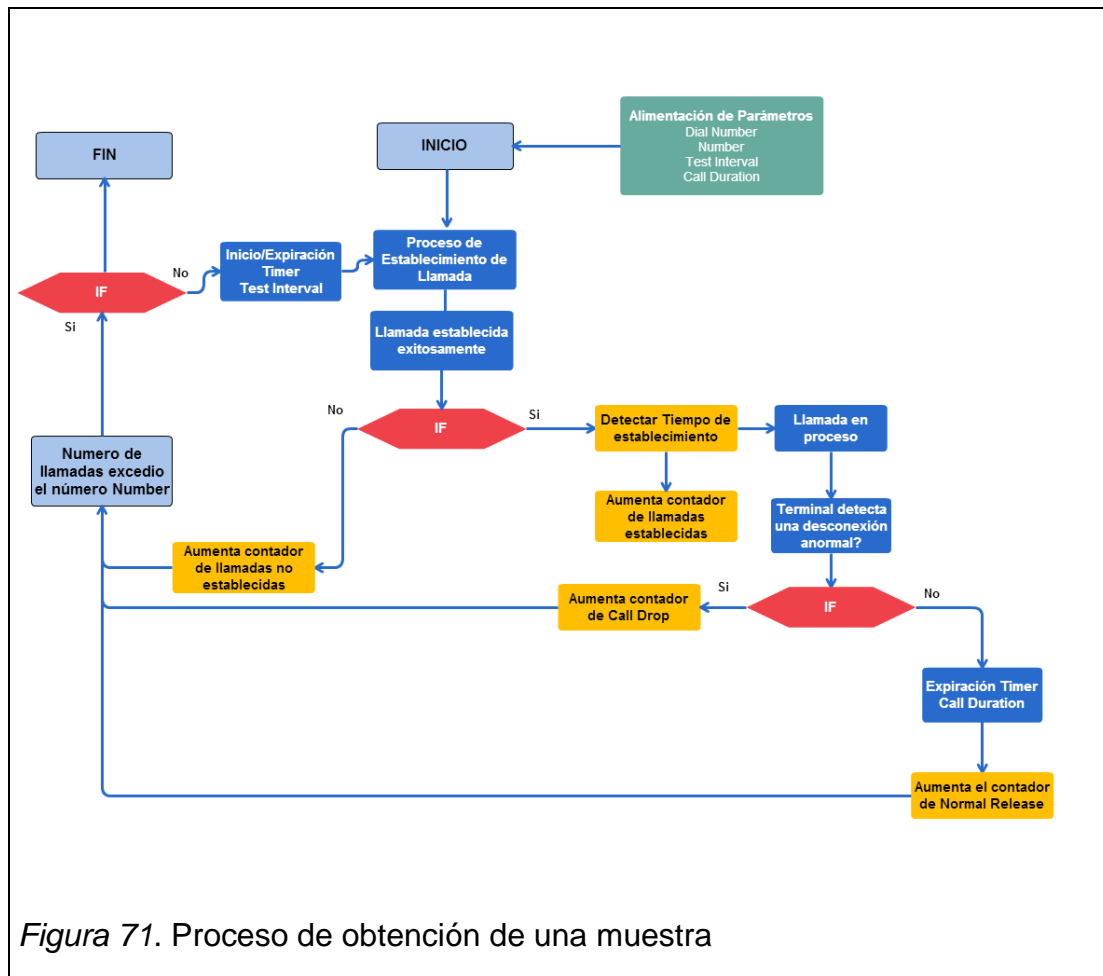 Alimentación de Parámetros
Dial Number
Number
Test Interval
Call Duration
FIN
INICIO
Inicio/Expiración
Timer
Test Interval
Proceso de
Establecimiento de
Llamada
No
IF
Si
Llamada establecida
exitosamente
No
IF
Si
Detectar Tiempo de
establecimiento
Llamada en
proceso
Numero de
llamadas excedio
el número Number
Aumenta contador
de llamadas
establecidas
Terminal detecta
una desconexión
anormal?
Aumenta contador
de llamadas no
establecidas
Aumenta contador
de Call Drop
Si
IF
No
Expiración Timer
Call Duration
Aumenta el contador
de Normal Release
Figura 71. Proceso de obtención de una muestra